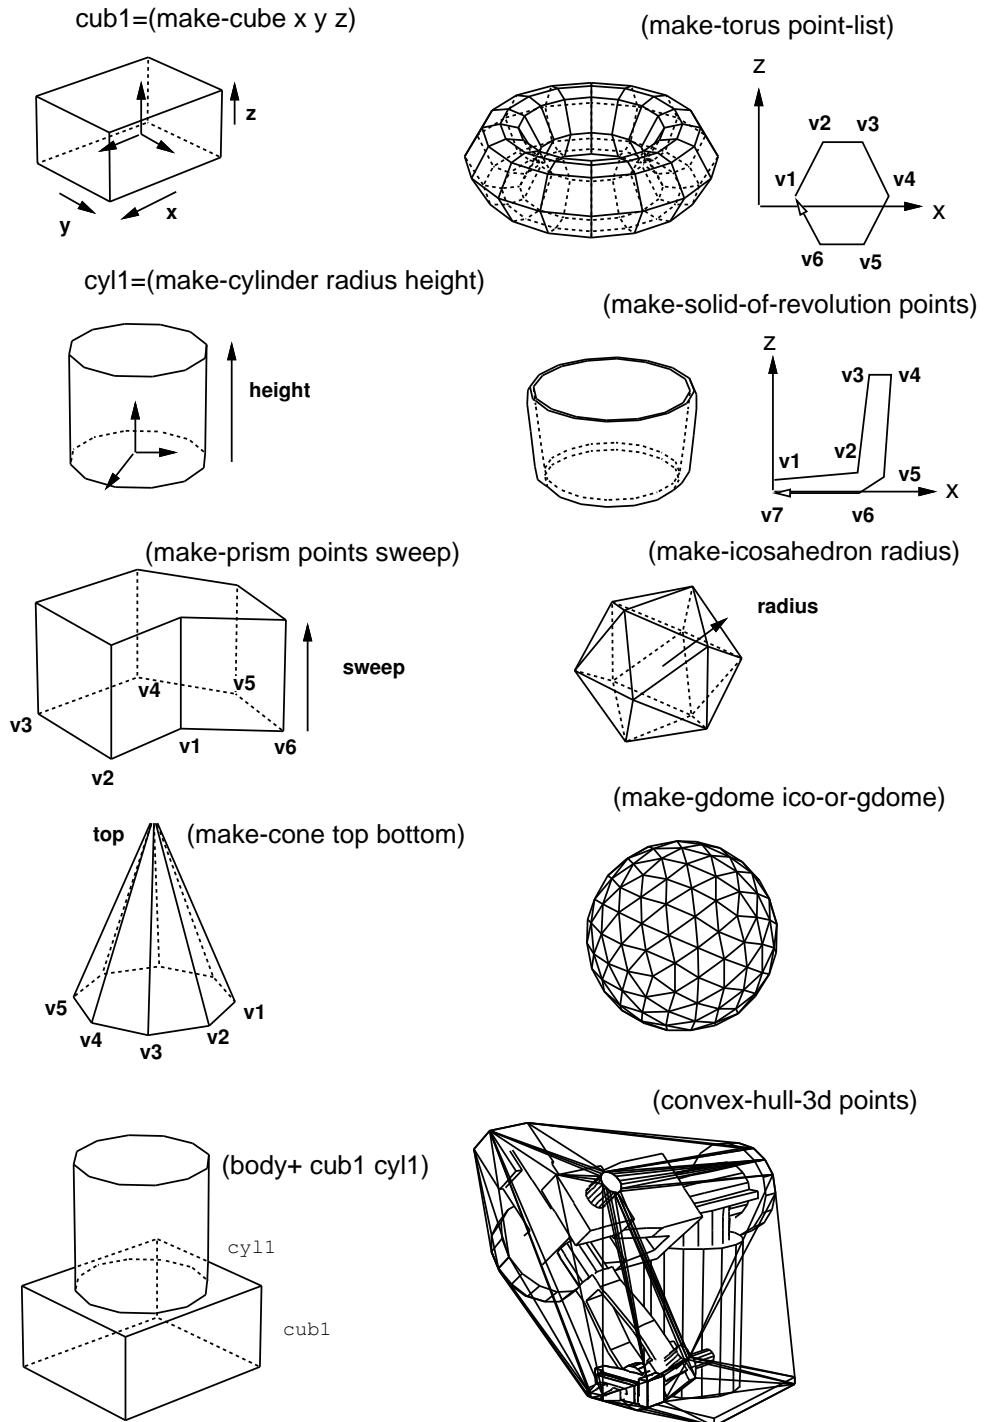 cub1=(make-cube x y z)
z
y
x
(make-torus point-list)
z
v2
v3
v1
v4
x
v6
v5
cyl1=(make-cylinder radius height)
height
(make-solid-of-revolution points)
z
v3
v4
v1
v2
v5
x
v7
v6
(make-prism points sweep)
sweep
v4
v5
v3
v1
v6
v2
(make-icosahedron radius)
radius
(make-gdome ico-or-gdome)
top
(make-cone top bottom)
v5
v1
v4
v2
v3
(convex-hull-3d points)
(body+ cub1 cyl1)
cyl1
cub1